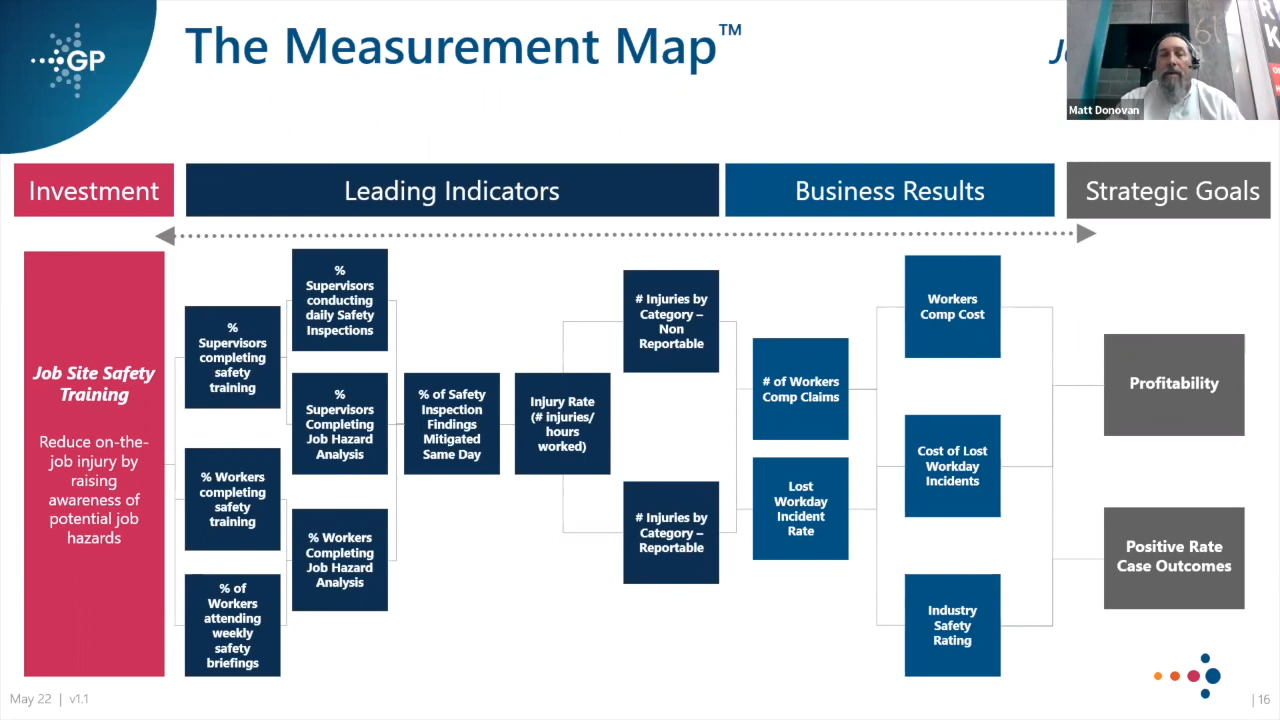 GP
The Measurement Map™
Matt Donovan
Investment
Leading Indicators
Business Results
Strategic Goals
Job Site Safety
Training
Reduce on-the-
job injury by
raising
awareness of
potential job
hazards
%
Supervisors
completing
safety
training
% Workers
completing
safety
training
% of
Workers
attending
weekly
safety
briefings
%
Supervisors
conducting
daily Safety
Inspections
%
Supervisors
Completing
Job Hazard
Analysis
% Workers
Completing
Job Hazard
Analysis
% of Safety
Inspection
Findings
Mitigated
Same Day
Injury Rate
(# injuries/
hours
worked)
# Injuries by
Category –
Non
Reportable
# Injuries by
Category –
Reportable
# of Workers
Comp Claims
Lost
Workday
Incident
Rate
Workers
Comp Cost
Cost of Lost
Workday
Incidents
Industry
Safety
Rating
Profitability
Positive Rate
Case Outcomes
May 22 | v1.1
| 16